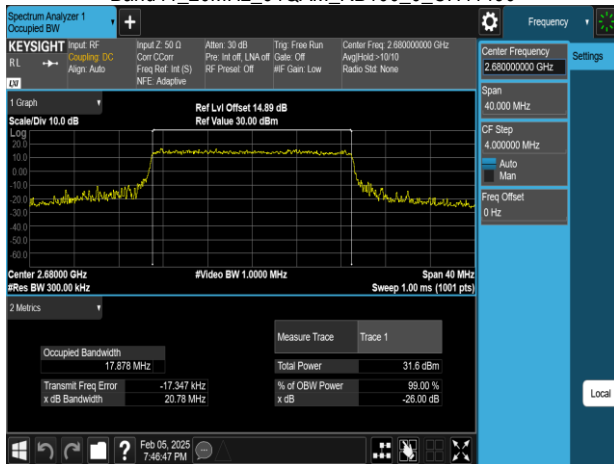 Spectrum Analyzer 1
Occupied BW
+
Frequency
KEYSIGHT
RL
Input: RF
Coupling: DC
Align: Auto
Input Z: 50 Ω
Corr CCorr
Freq Ref: Int (S)
NFE: Adaptive
Atten: 30 dB
Pre: Int off, LNA off
RF Preset: Off
Trig: Free Run
Gate: Off
#IF Gain: Low
Center Freq: 2.680000000 GHz
Avg|Hold:>10/10
Radio Std: None
LXI
Center Frequency
2.680000000 GHz
Settings
Span
40.000 MHz
CF Step
4.000000 MHz
Auto
Man
Freq Offset
0 Hz
Local
1 Graph
Scale/Div 10.0 dB
Ref Lvl Offset 14.89 dB
Ref Value 30.00 dBm
Log
20.0
10.0
0.00
-10.0
-20.0
-30.0
-40.0
-50.0
-60.0
Center 2.68000 GHz
#Video BW 1.0000 MHz
Span 40 MHz
#Res BW 300.00 kHz
Sweep 1.00 ms (1001 pts)
2 Metrics
Measure Trace
Trace 1
Occupied Bandwidth
17.878 MHz
Total Power
31.6 dBm
Transmit Freq Error
-17.347 kHz
% of OBW Power
99.00 %
x dB Bandwidth
20.78 MHz
x dB
-26.00 dB
?
Feb 05, 2025
7:46:47 PM